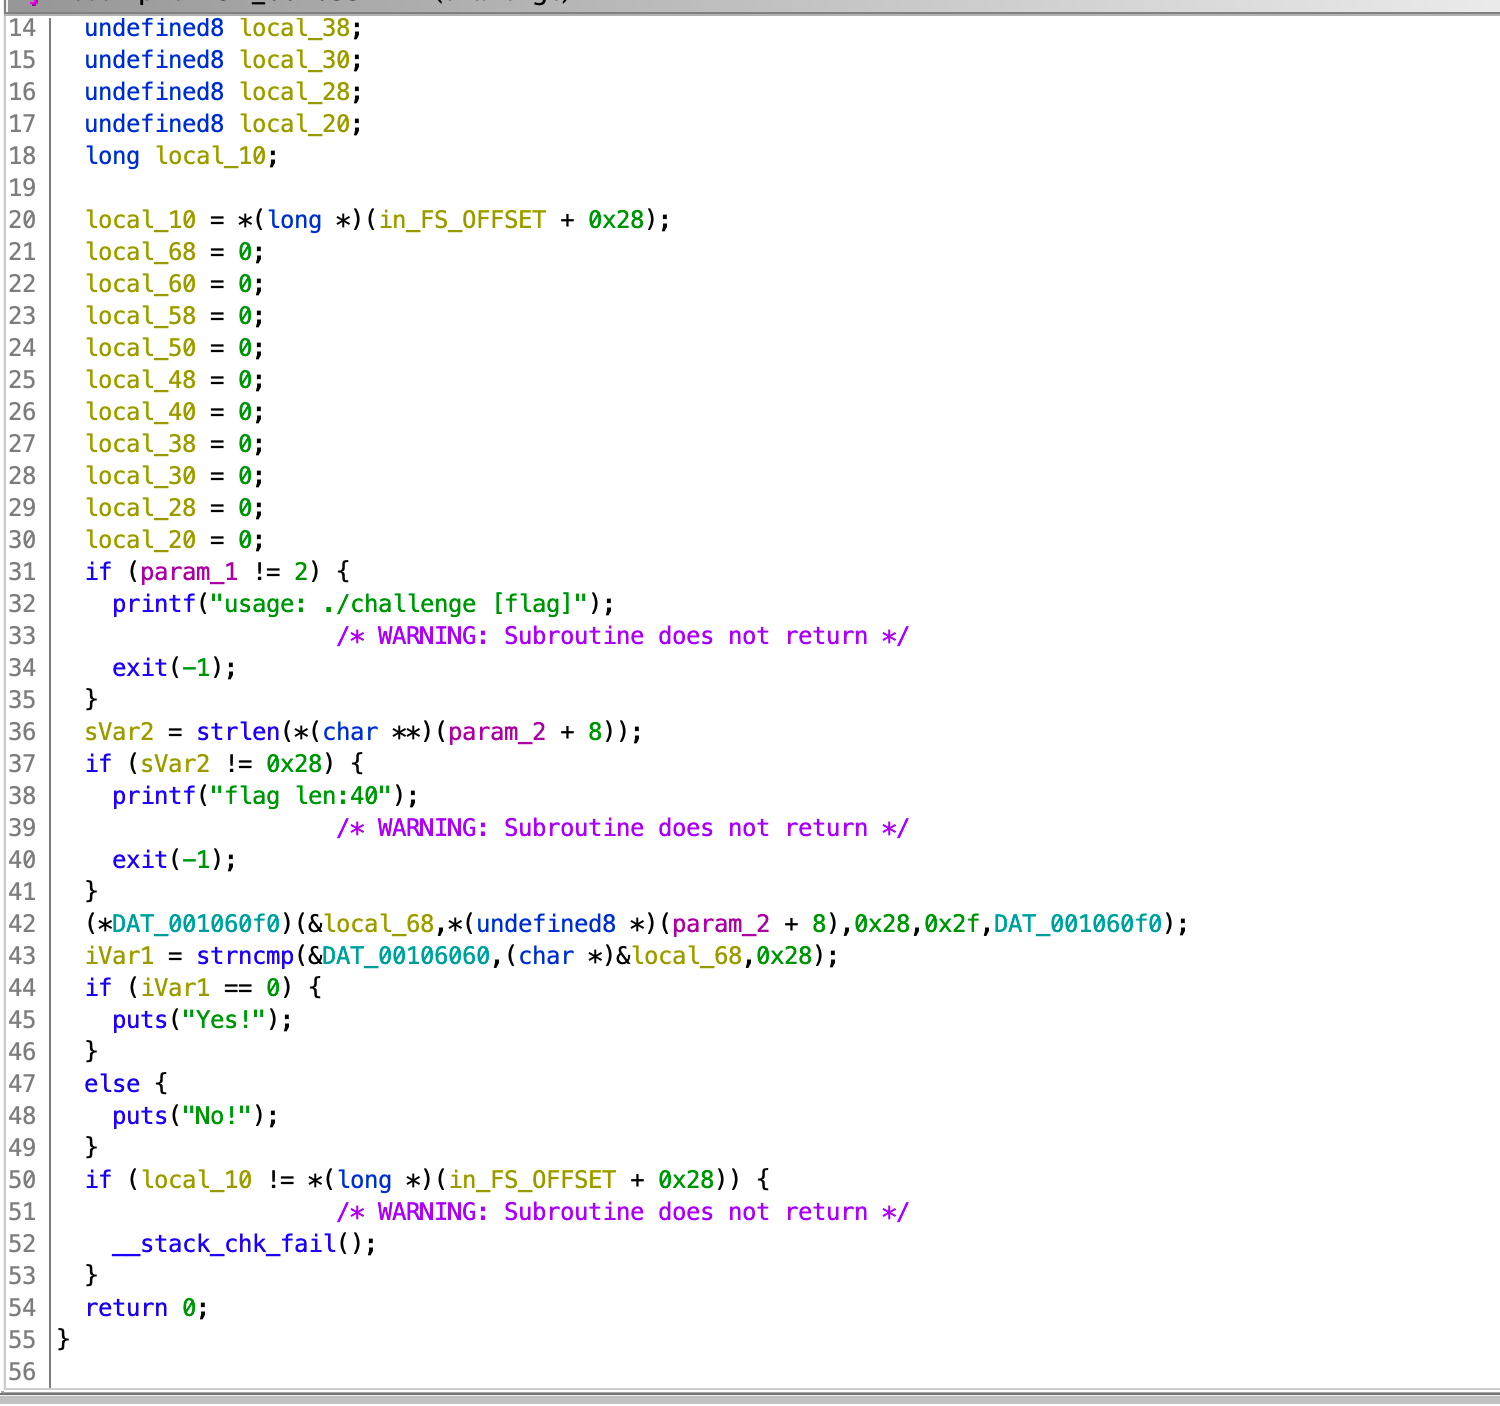 14 undefined8 local_38;
15 undefined8 local_30;
16 undefined8 local_28;
17 undefined8 local_20;
18 long local_10;
19
20 local_10 = *(long *)(in_FS_OFFSET + 0x28);
21 local_68 = 0;
22 local_60 = 0;
23 local_58 = 0;
24 local_50 = 0;
25 local_48 = 0;
26 local_40 = 0;
27 local_38 = 0;
28 local_30 = 0;
29 local_28 = 0;
30 local_20 = 0;
31 if (param_1 != 2) {
32 printf("usage: ./challenge [flag]");
33 /* WARNING: Subroutine does not return */
34 exit(-1);
35 }
36 sVar2 = strlen(*(char **)(param_2 + 8));
37 if (sVar2 != 0x28) {
38 printf("flag len:40");
39 /* WARNING: Subroutine does not return */
40 exit(-1);
41 }
42 (*DAT_001060f0)(&local_68,*(undefined8 *)(param_2 + 8),0x28,0x2f,DAT_001060f0);
43 iVar1 = strncmp(&DAT_00106060,(char *)&local_68,0x28);
44 if (iVar1 == 0) {
45 puts("Yes!");
46 }
47 else {
48 puts("No!");
49 }
50 if (local_10 != *(long *)(in_FS_OFFSET + 0x28)) {
51 /* WARNING: Subroutine does not return */
52 __stack_chk_fail();
53 }
54 return 0;
55 }
56